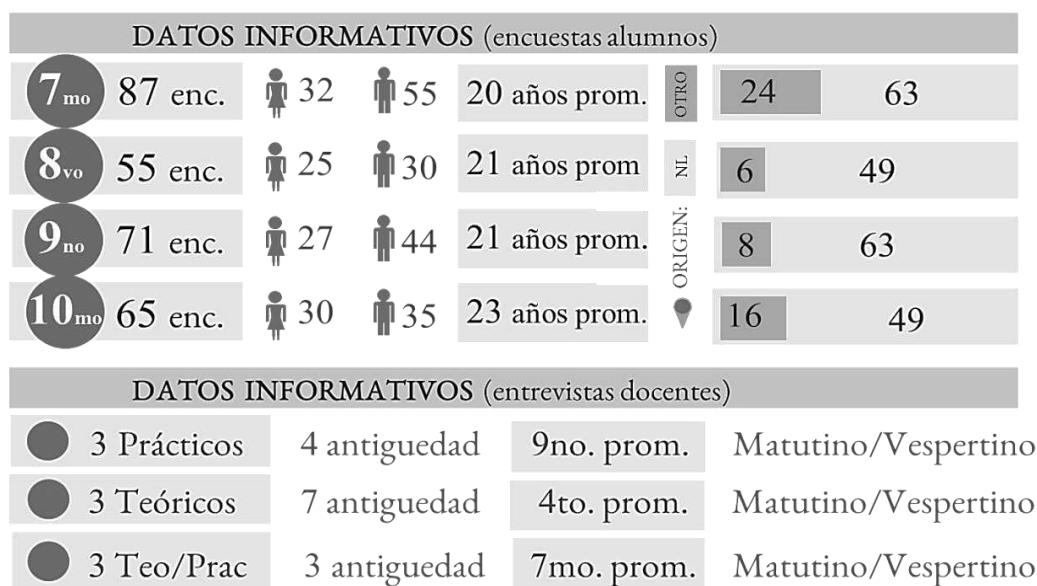 DATOS INFORMATIVOS (encuestas alumnos)
7mo 87 enc. 32 55 20 años prom. OTRO 24 63
8vo 55 enc. 25 30 21 años prom NL 6 49
9no 71 enc. 27 44 21 años prom. ORIGEN: 8 63
10mo 65 enc. 30 35 23 años prom. 16 49
DATOS INFORMATIVOS (entrevistas docentes)
3 Prácticos 4 antiguedad 9no. prom. Matutino/Vespertino
3 Teóricos 7 antiguedad 4to. prom. Matutino/Vespertino
3 Teo/Prac 3 antiguedad 7mo. prom. Matutino/Vespertino